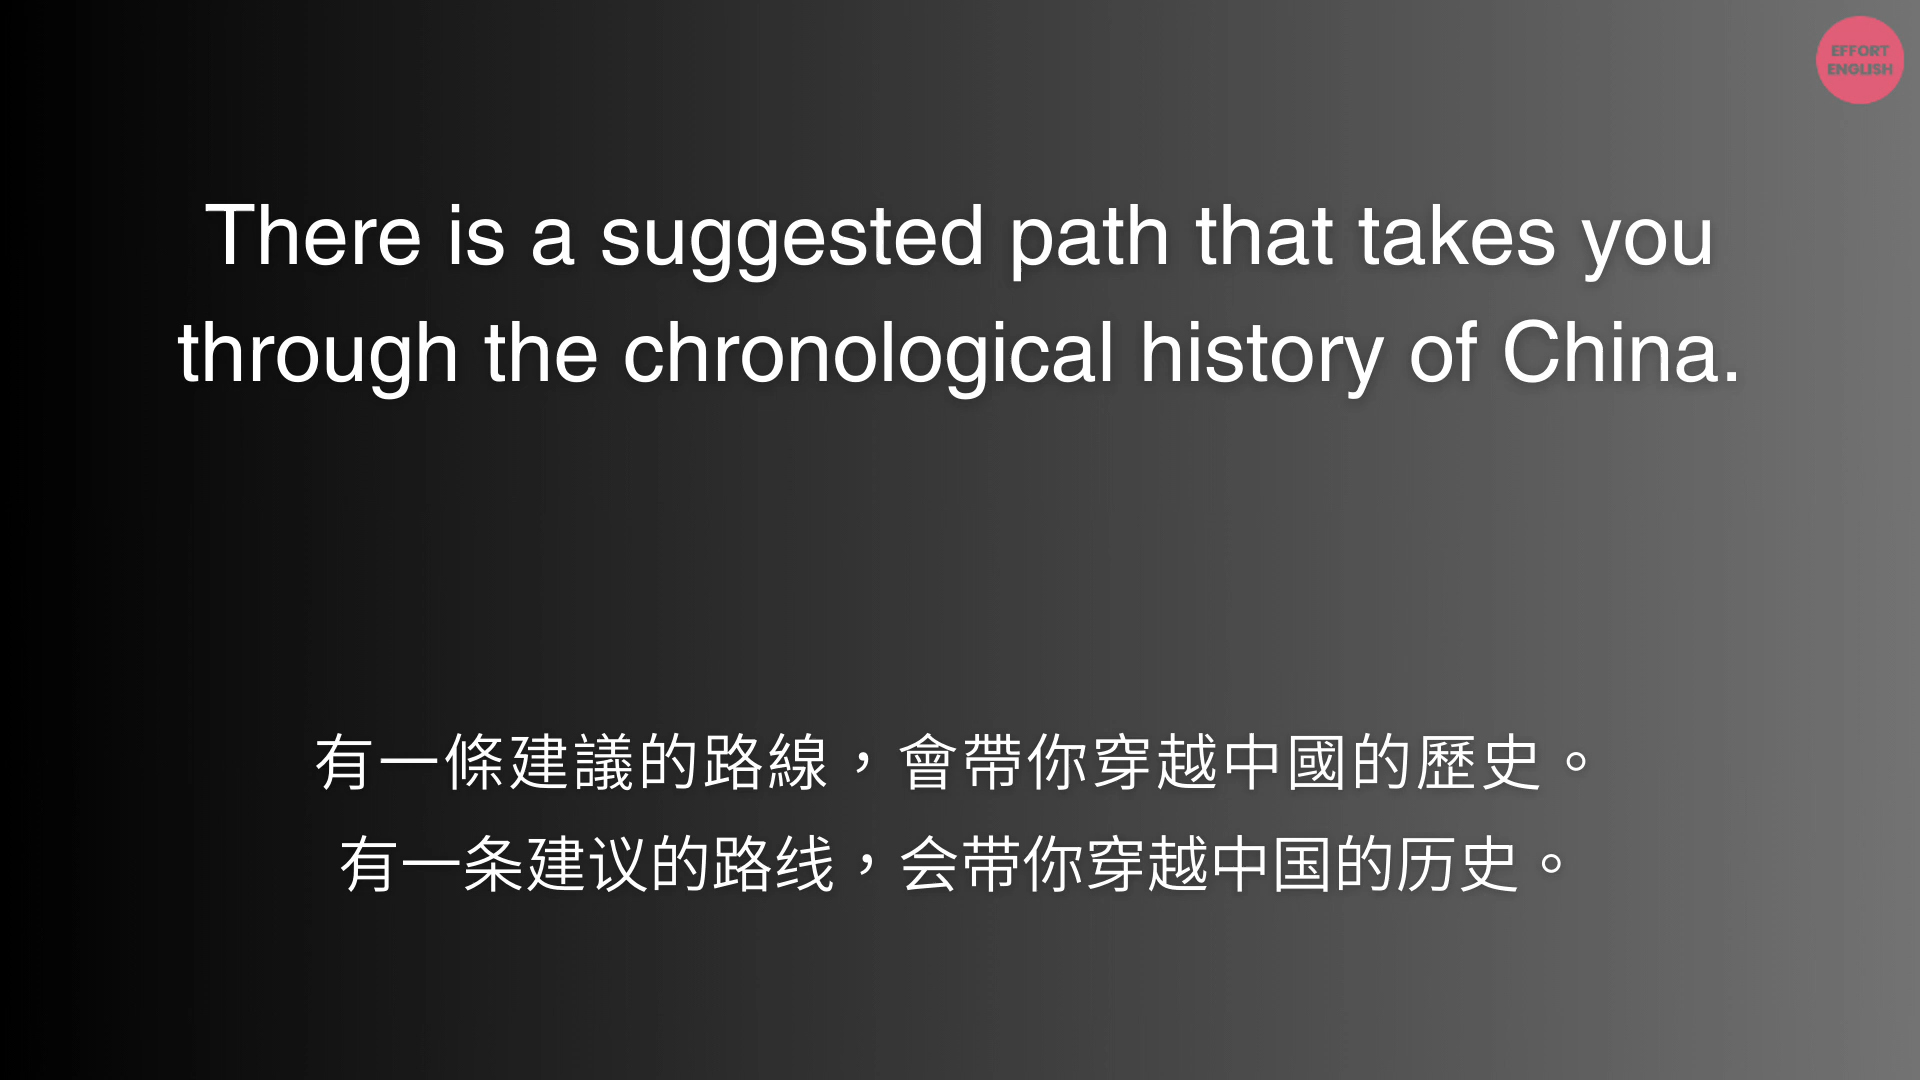 EFFORT
ENGLISH
There is a suggested path that takes you
through the chronological history of China.
有一條建議的路線，會帶你穿越中國的歷史。
有一条建议的路线，会带你穿越中国的历史。